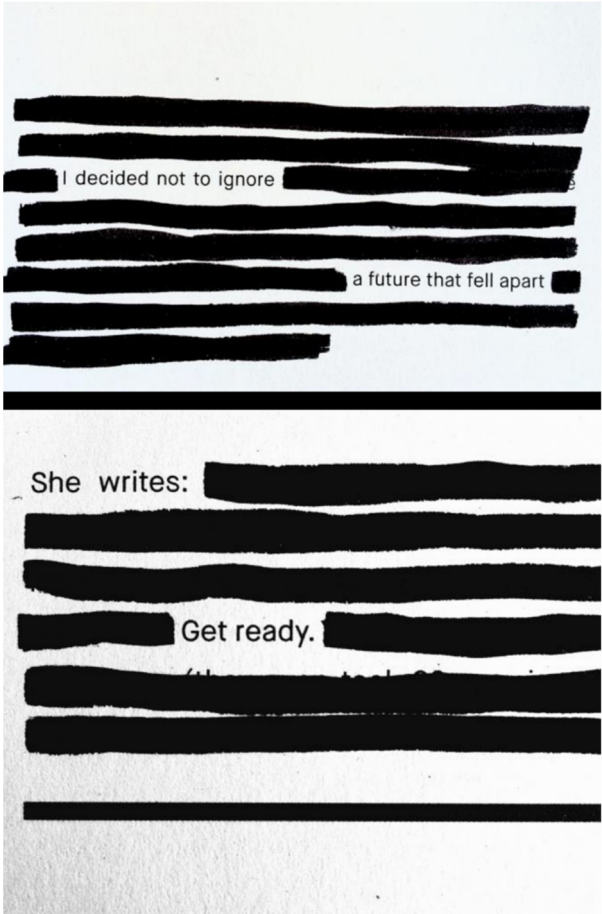 I decided not to ignore
a future that fell apart
She writes:
Get ready.